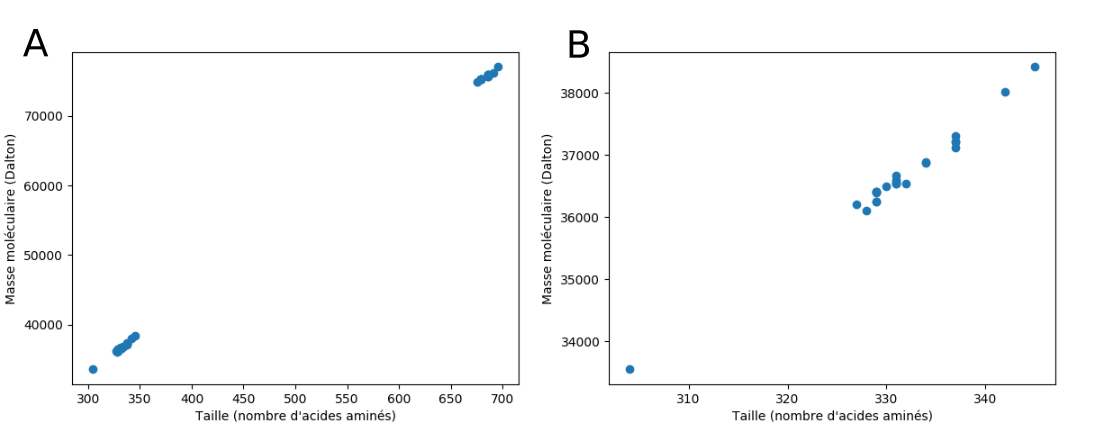 A
70000
60000
50000
40000
300 350 400 450 500 550 600 650 700
Taille (nombre d'acides aminés)
Masse moléculaire (Dalton)
B
38000
37000
36000
35000
34000
310 320 330 340
Taille (nombre d'acides aminés)
Masse moléculaire (Dalton)